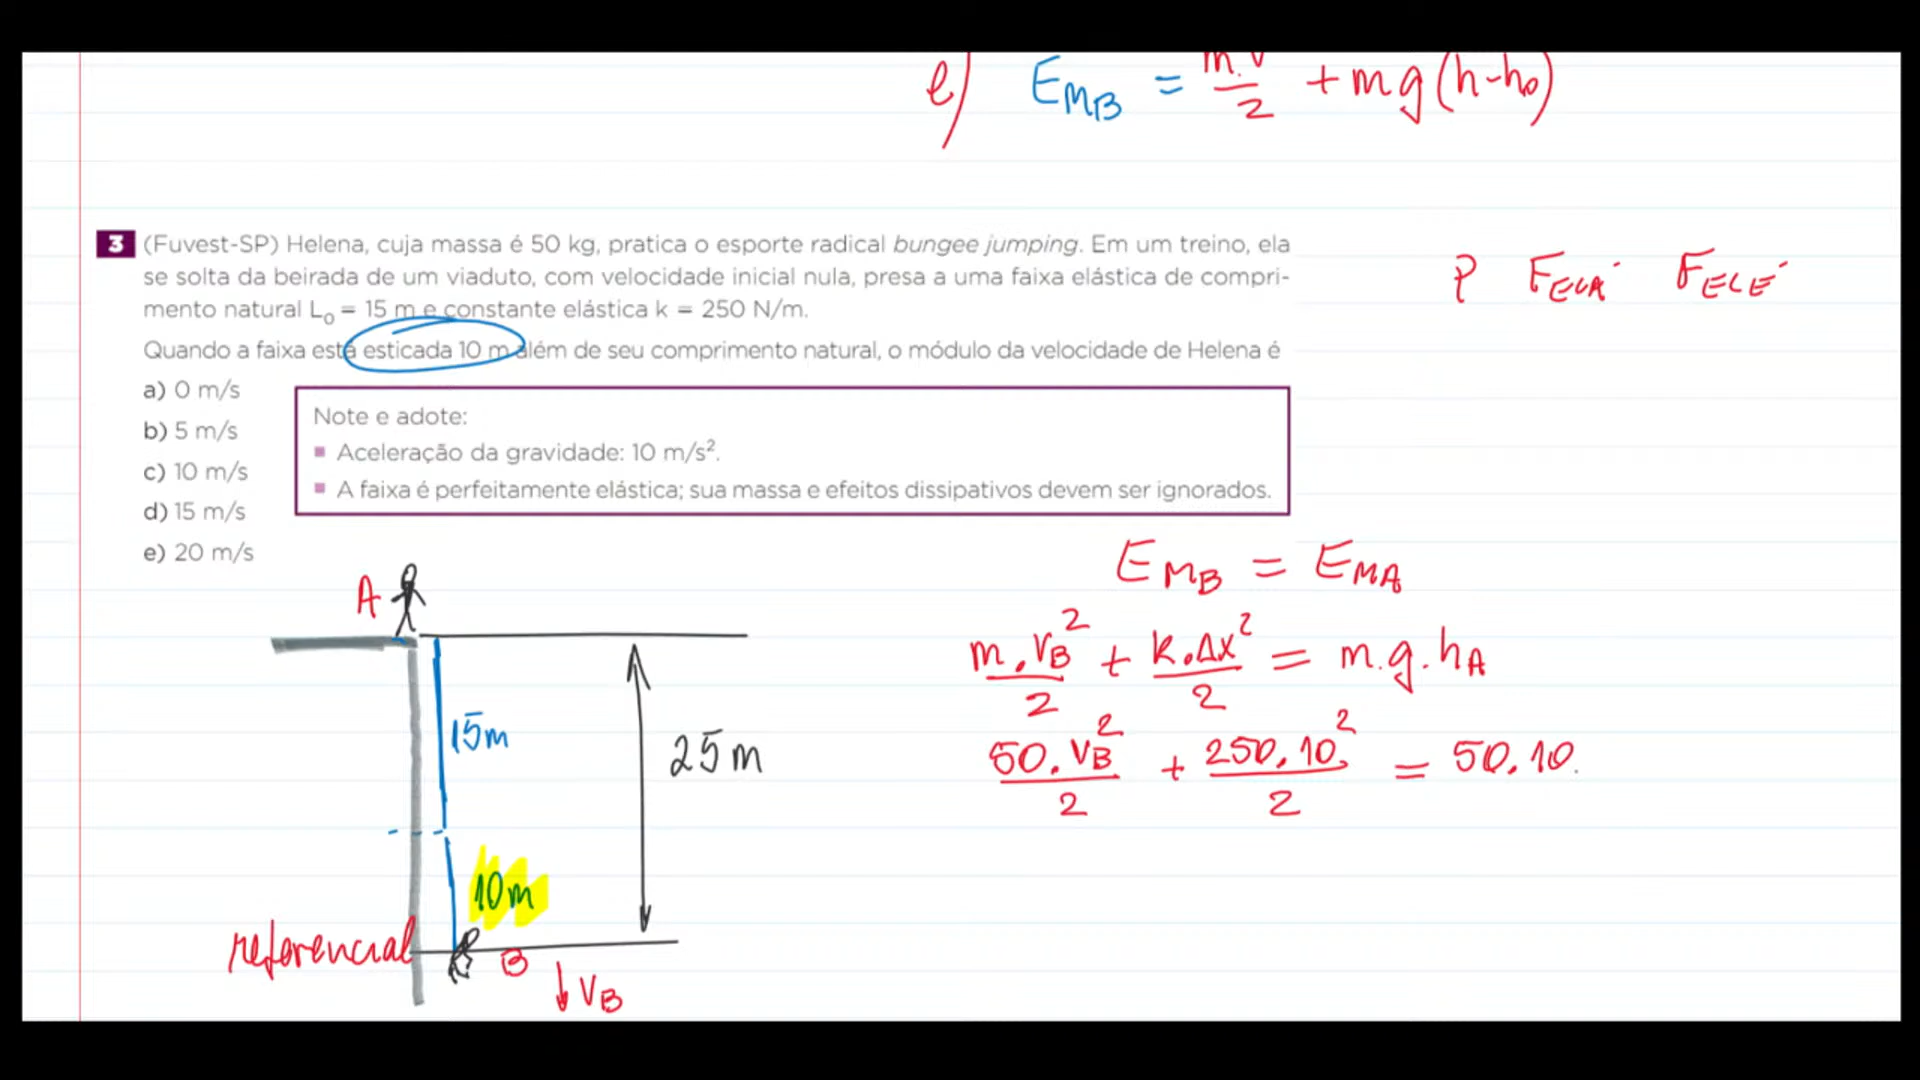 e) E_MB = m.v/2 + mg(h-h₀)
3 (Fuvest-SP) Helena, cuja massa é 50 kg, pratica o esporte radical bungee jumping. Em um treino, ela
se solta da beirada de um viaduto, com velocidade inicial nula, presa a uma faixa elástica de compri-
mento natural L₀ = 15 m e constante elástica k = 250 N/m.
Quando a faixa está esticada 10 m além de seu comprimento natural, o módulo da velocidade de Helena é
a) 0 m/s
b) 5 m/s
c) 10 m/s
d) 15 m/s
e) 20 m/s
Note e adote:
Aceleração da gravidade: 10 m/s².
A faixa é perfeitamente elástica; sua massa e efeitos dissipativos devem ser ignorados.
P
A
15m
25m
10m
referencial
B
V_B
E_MB = E_MA
m.V_B²/2 + K.Δx²/2 = m.g.h_A
50.V_B²/2 + 250.10²/2 = 50.10.